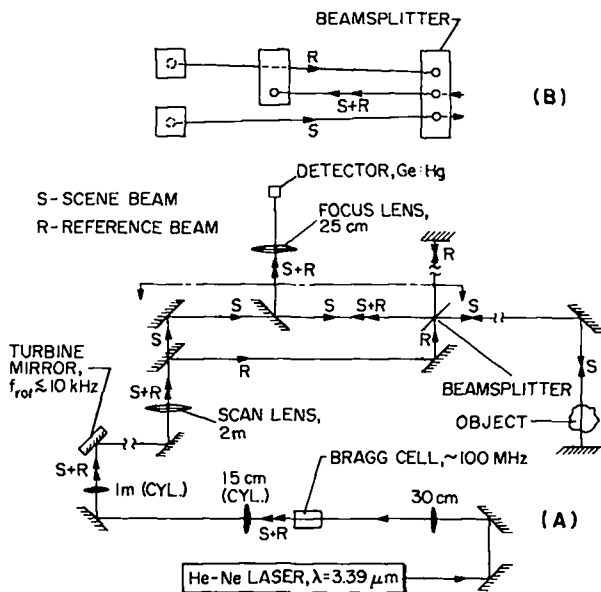 BEAMSPLITTER
R
S+R
S
(B)
DETECTOR, Ge:Hg
S-SCENE BEAM
R-REFERENCE BEAM
FOCUS LENS,
25 cm
S+R
R
S
S
S+R
S
S
R
R
S
TURBINE
MIRROR,
frot ≲ 10 kHz
S+R
SCAN LENS,
2m
BEAMSPLITTER
OBJECT
S+R
1m (CYL.)
15 cm
(CYL.)
S+R
BRAGG CELL, ~100 MHz
30 cm
(A)
He-Ne LASER, λ=3.39 μm